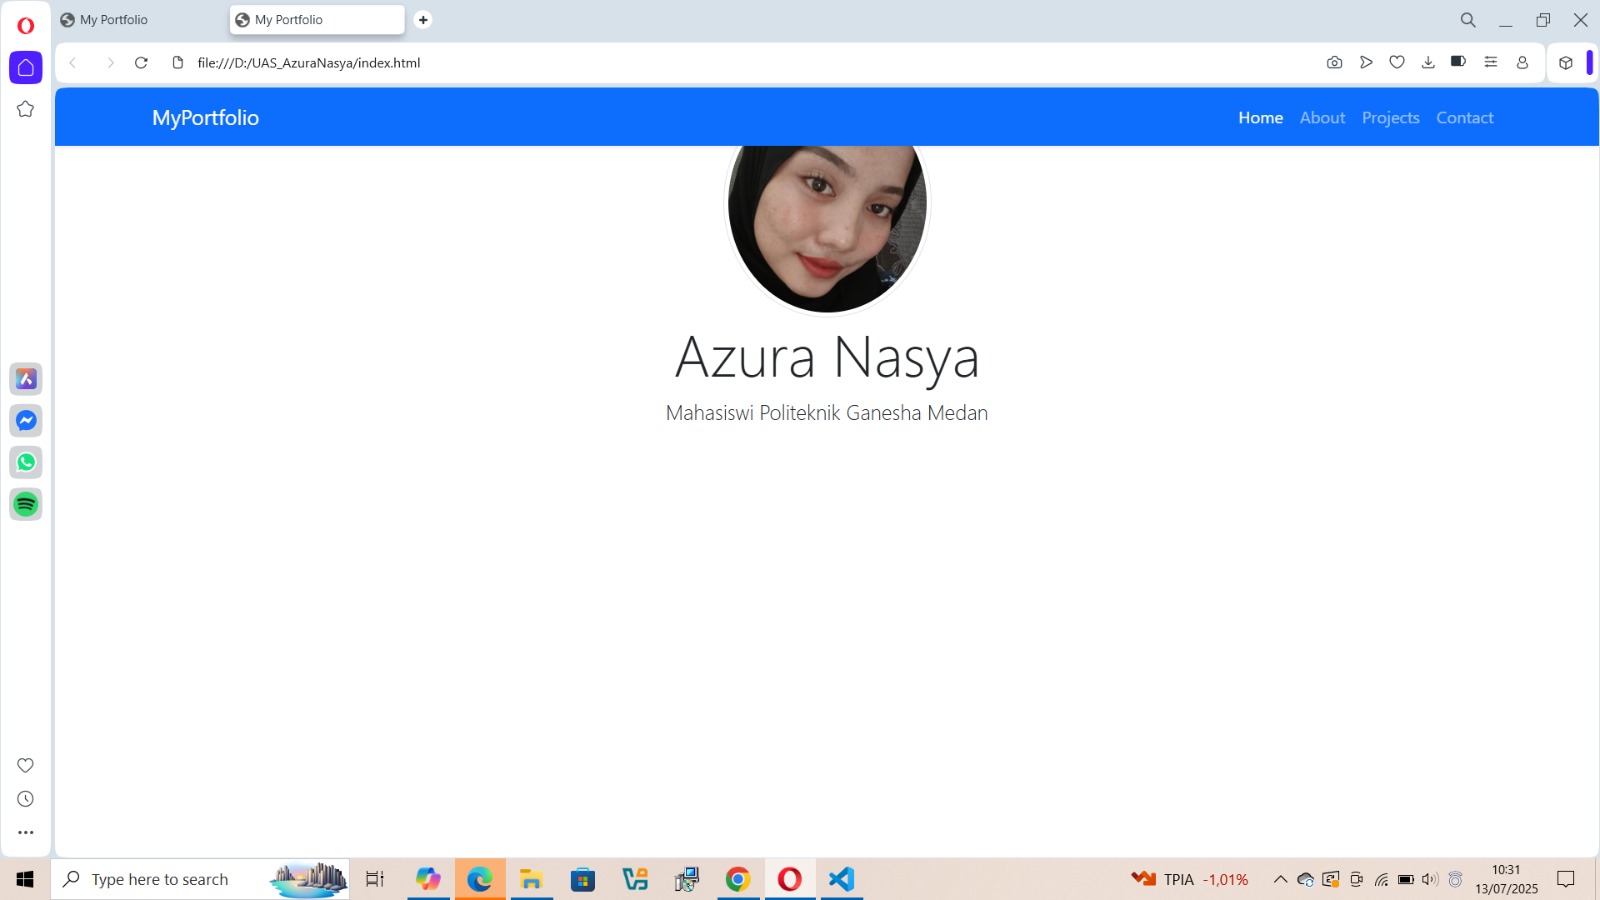 My Portfolio
My Portfolio
file:///D:/UAS_AzuraNasya/index.html
MyPortfolio
Home About Projects Contact
Azura Nasya
Mahasiswi Politeknik Ganesha Medan
Type here to search
TPIA -1,01%
10:31
13/07/2025